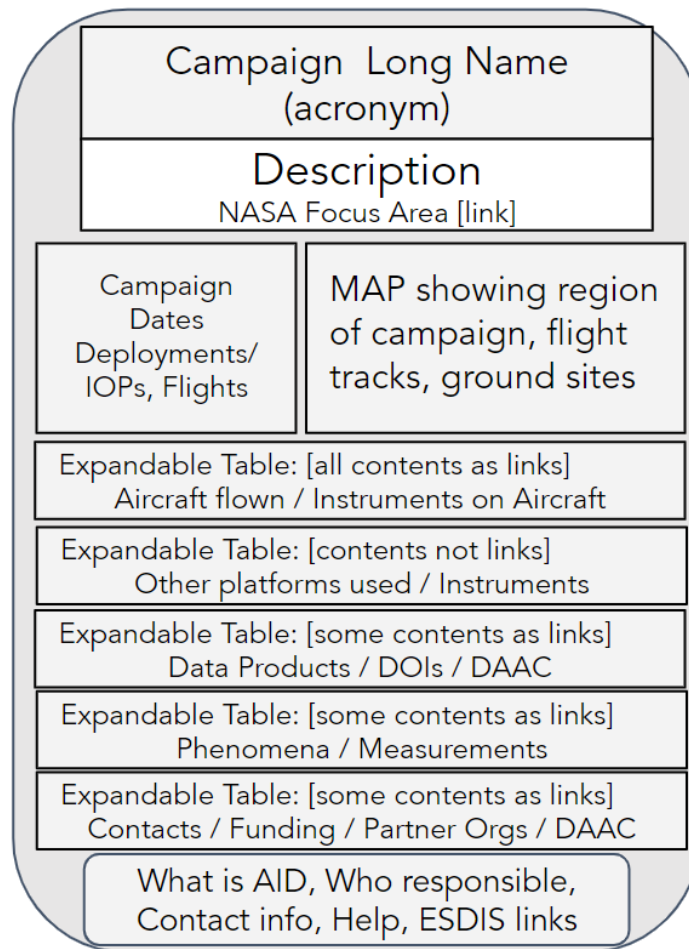 Campaign Long Name
(acronym)
Description
NASA Focus Area [link]
Campaign
Dates
Deployments/
IOPs, Flights
MAP showing region
of campaign, flight
tracks, ground sites
Expandable Table: [all contents as links]
Aircraft flown / Instruments on Aircraft
Expandable Table: [contents not links]
Other platforms used / Instruments
Expandable Table: [some contents as links]
Data Products / DOIs / DAAC
Expandable Table: [some contents as links]
Phenomena / Measurements
Expandable Table: [some contents as links]
Contacts / Funding / Partner Orgs / DAAC
What is AID, Who responsible,
Contact info, Help, ESDIS links